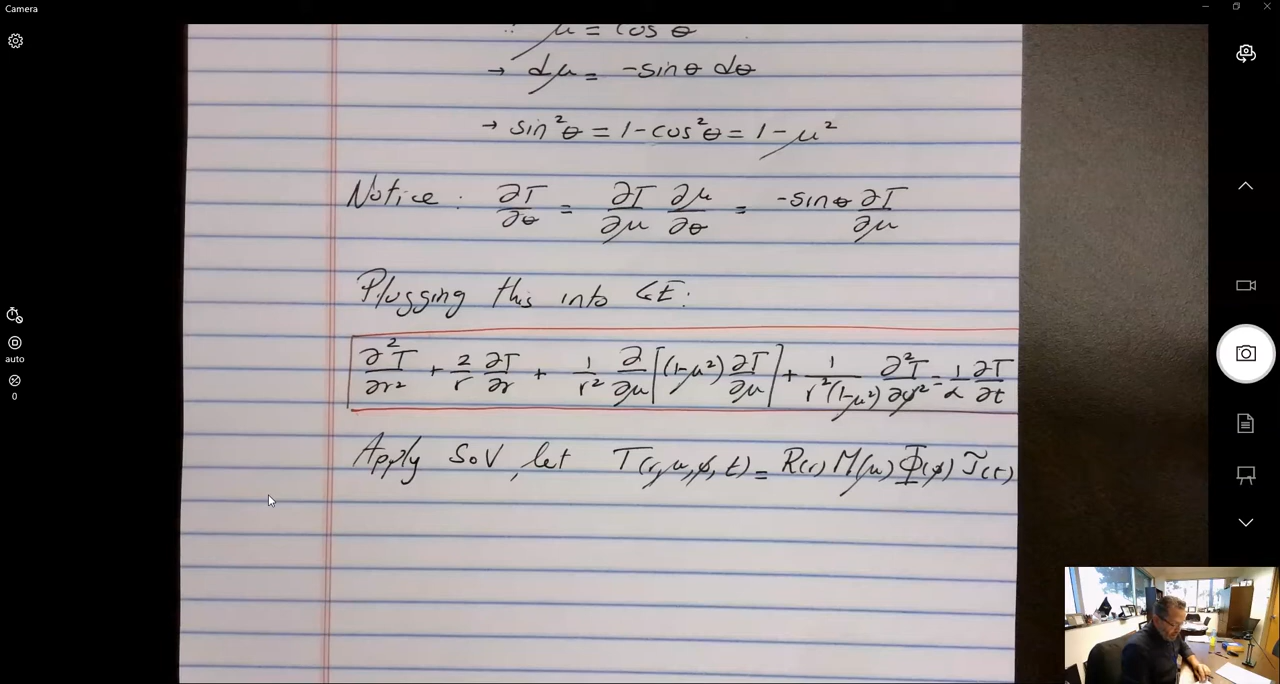 Camera
∴ μ = cos θ
→ dμ = -sin θ dθ
→ sin²θ = 1 - cos²θ = 1 - μ²
Notice : ∂T/∂θ = ∂T/∂μ ∂μ/∂θ = -sin θ ∂T/∂μ
Plugging this into GE:
∂²T/∂r² + 2/r ∂T/∂r + 1/r² ∂/∂μ [(1-μ²) ∂T/∂μ] + 1/r²(1-μ²) ∂²T/∂φ² = 1/α ∂T/∂t
Apply SoV, let T(r,μ,φ,t) = R(r) M(μ) Φ(φ) T̃(t)
auto
0